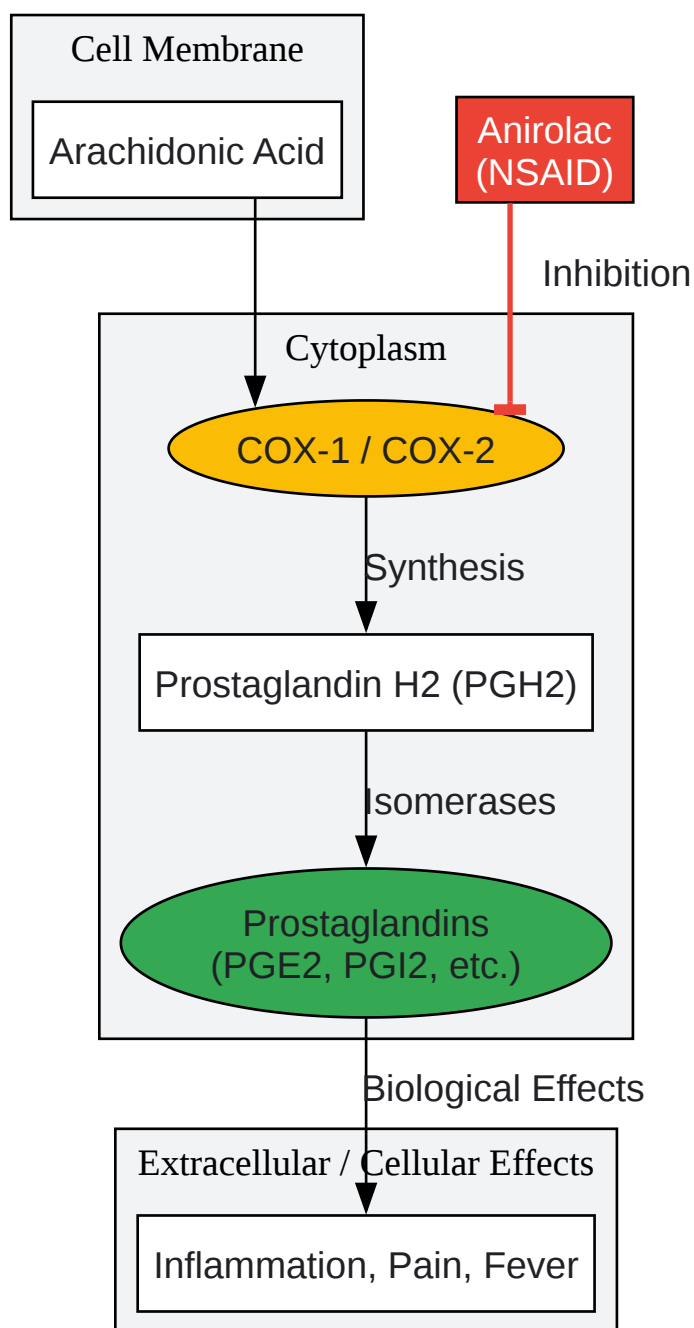 Cell Membrane
Arachidonic Acid
Anirolac
(NSAID)
Inhibition
Cytoplasm
COX-1 / COX-2
Synthesis
Prostaglandin H2 (PGH2)
Isomerases
Prostaglandins
(PGE2, PGI2, etc.)
Biological Effects
Extracellular / Cellular Effects
Inflammation, Pain, Fever